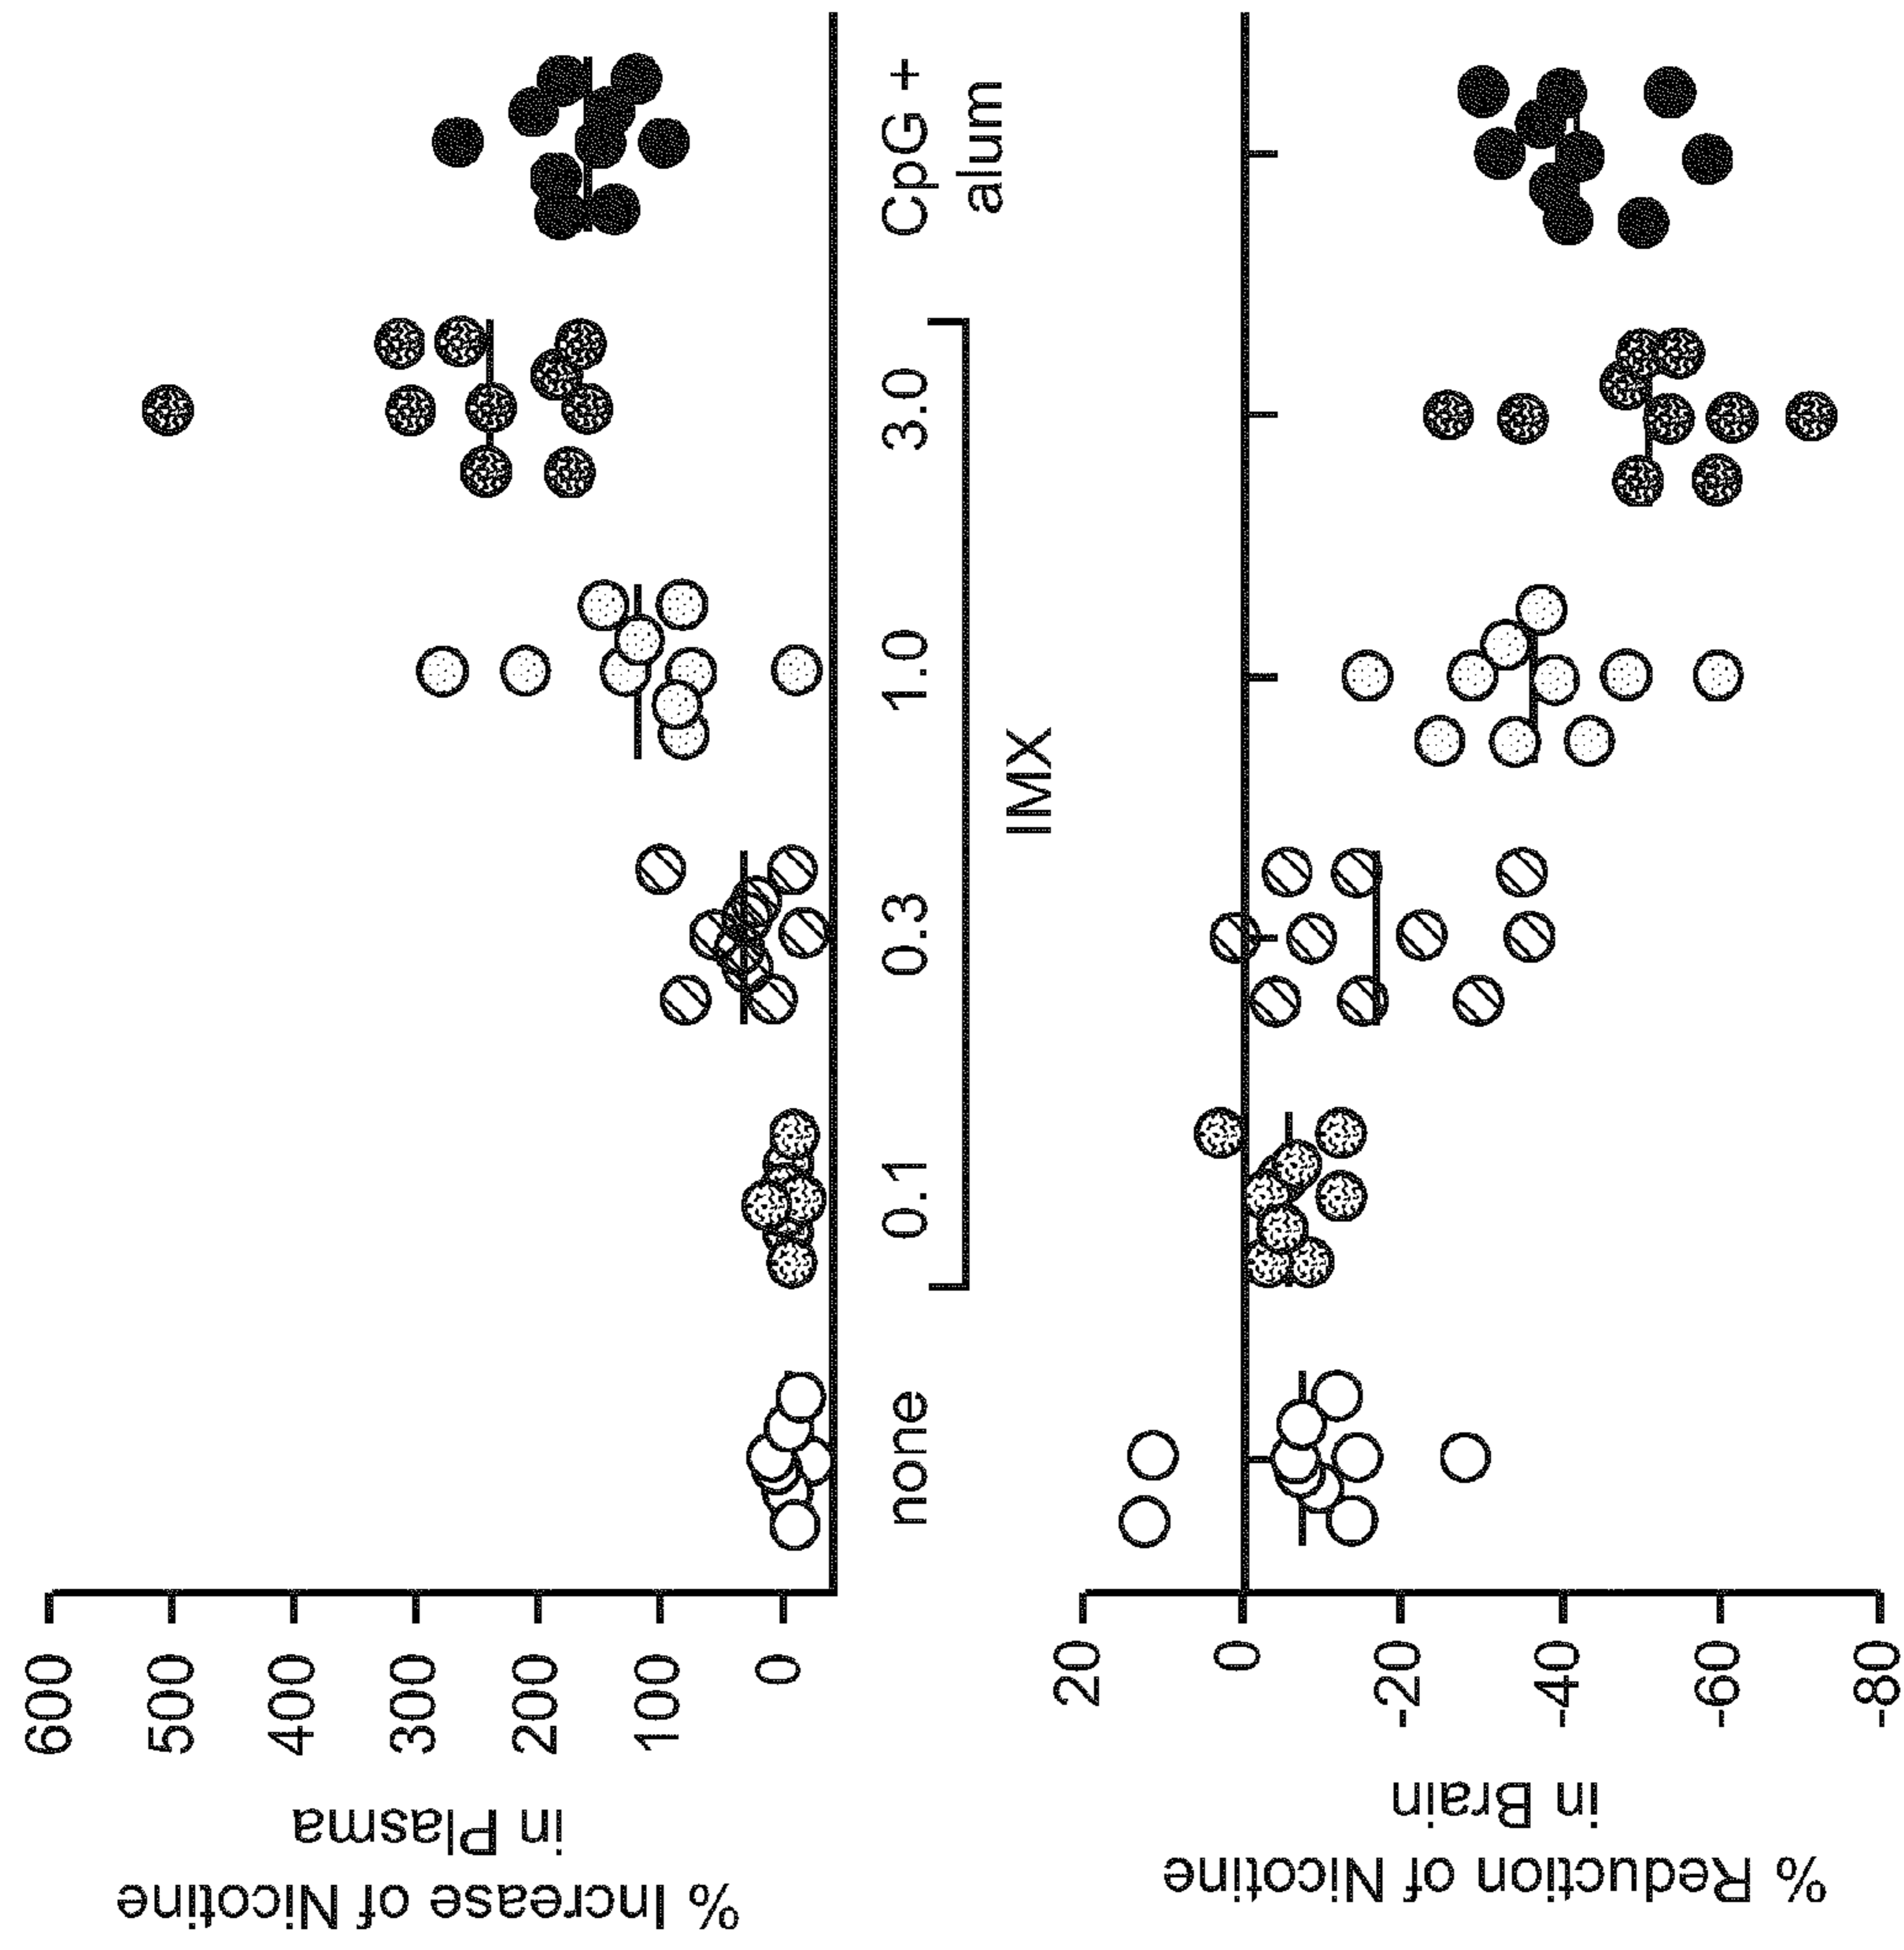 % Increase of Nicotine
in Plasma
600
500
400
300
200
100
0
none
0.1
0.3
1.0
3.0
CpG +
alum
IMX
% Reduction of Nicotine
in Brain
20
0
-20
-40
-60
-80